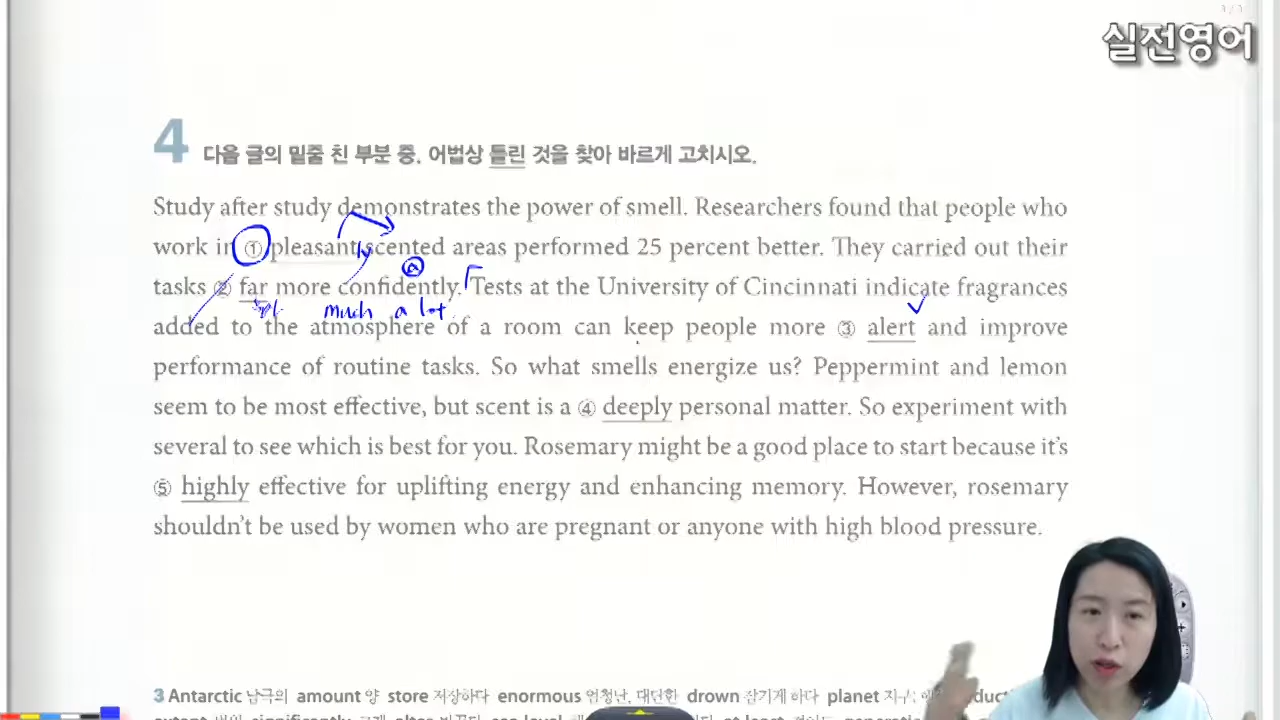 실전영어
4 다음 글의 밑줄 친 부분 중, 어법상 틀린 것을 찾아 바르게 고치시오.
Study after study demonstrates the power of smell. Researchers found that people who
work in ① pleasant scented areas performed 25 percent better. They carried out their
ly
a
tasks ② far more confidently. Tests at the University of Cincinnati indicate fragrances
much a lot
added to the atmosphere of a room can keep people more ③ alert and improve
performance of routine tasks. So what smells energize us? Peppermint and lemon
seem to be most effective, but scent is a ④ deeply personal matter. So experiment with
several to see which is best for you. Rosemary might be a good place to start because it's
⑤ highly effective for uplifting energy and enhancing memory. However, rosemary
shouldn't be used by women who are pregnant or anyone with high blood pressure.
3 Antarctic 남극의 amount 양 store 저장하다 enormous 엄청난, 대단한 drown 잠기게 하다 planet 지구